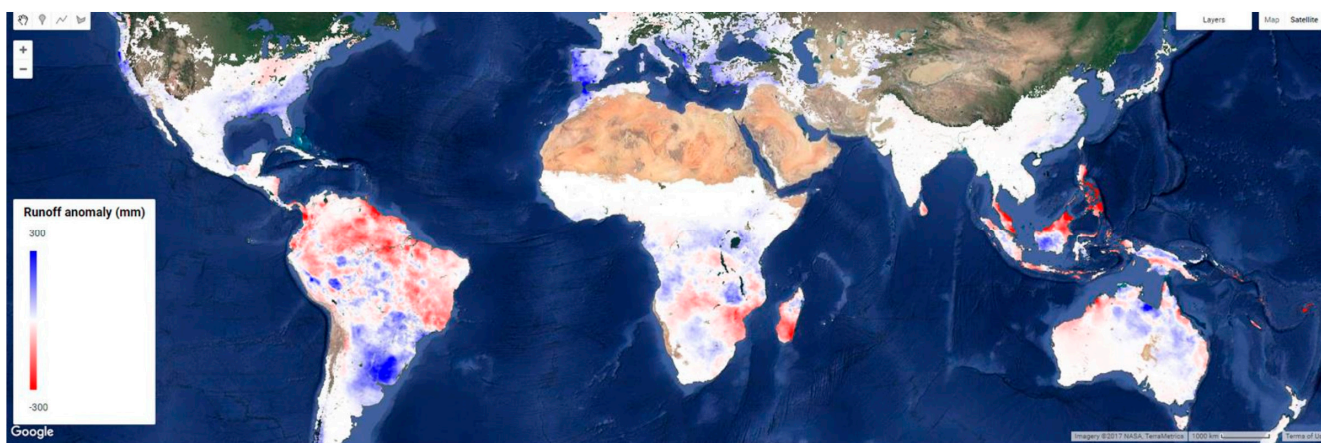 +
Layers
Map Satellite
−
Runoff anomaly (mm)
300
-300
Google
Imagery ©2017 NASA, TerraMetrics 1000 km Terms of U